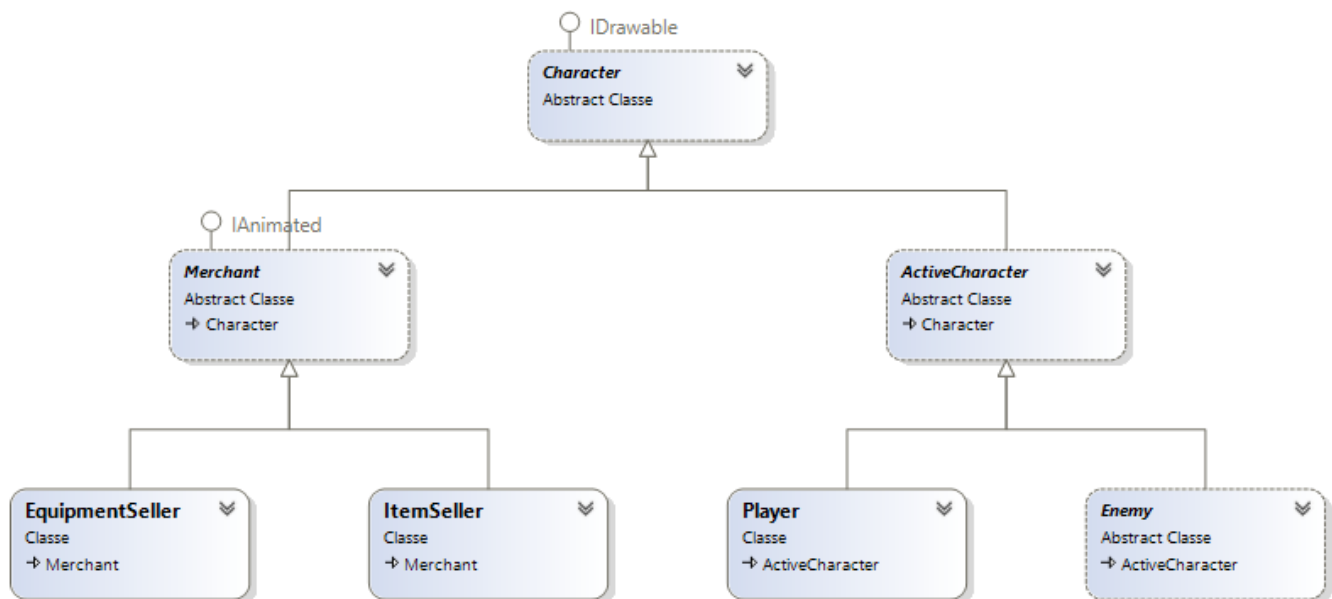 IDrawable
Character
Abstract Classe
IAnimated
Merchant
Abstract Classe
Character
ActiveCharacter
Abstract Classe
Character
EquipmentSeller
Classe
Merchant
ItemSeller
Classe
Merchant
Player
Classe
ActiveCharacter
Enemy
Abstract Classe
ActiveCharacter